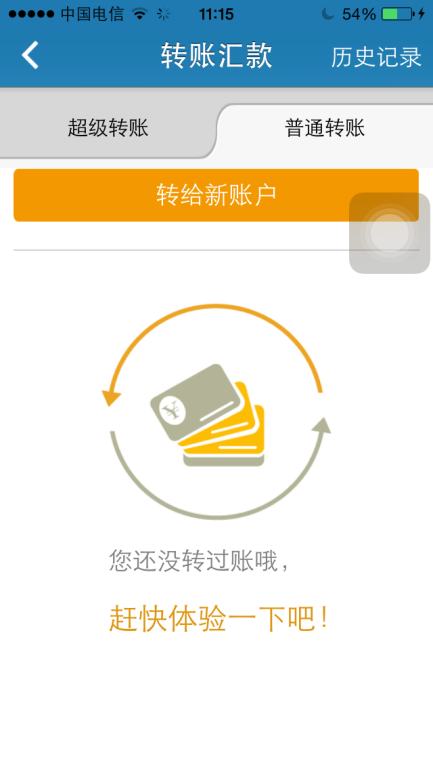 中国电信 11:15 54%
转账汇款 历史记录
超级转账 普通转账
转给新账户
您还没转过账哦，
赶快体验一下吧！